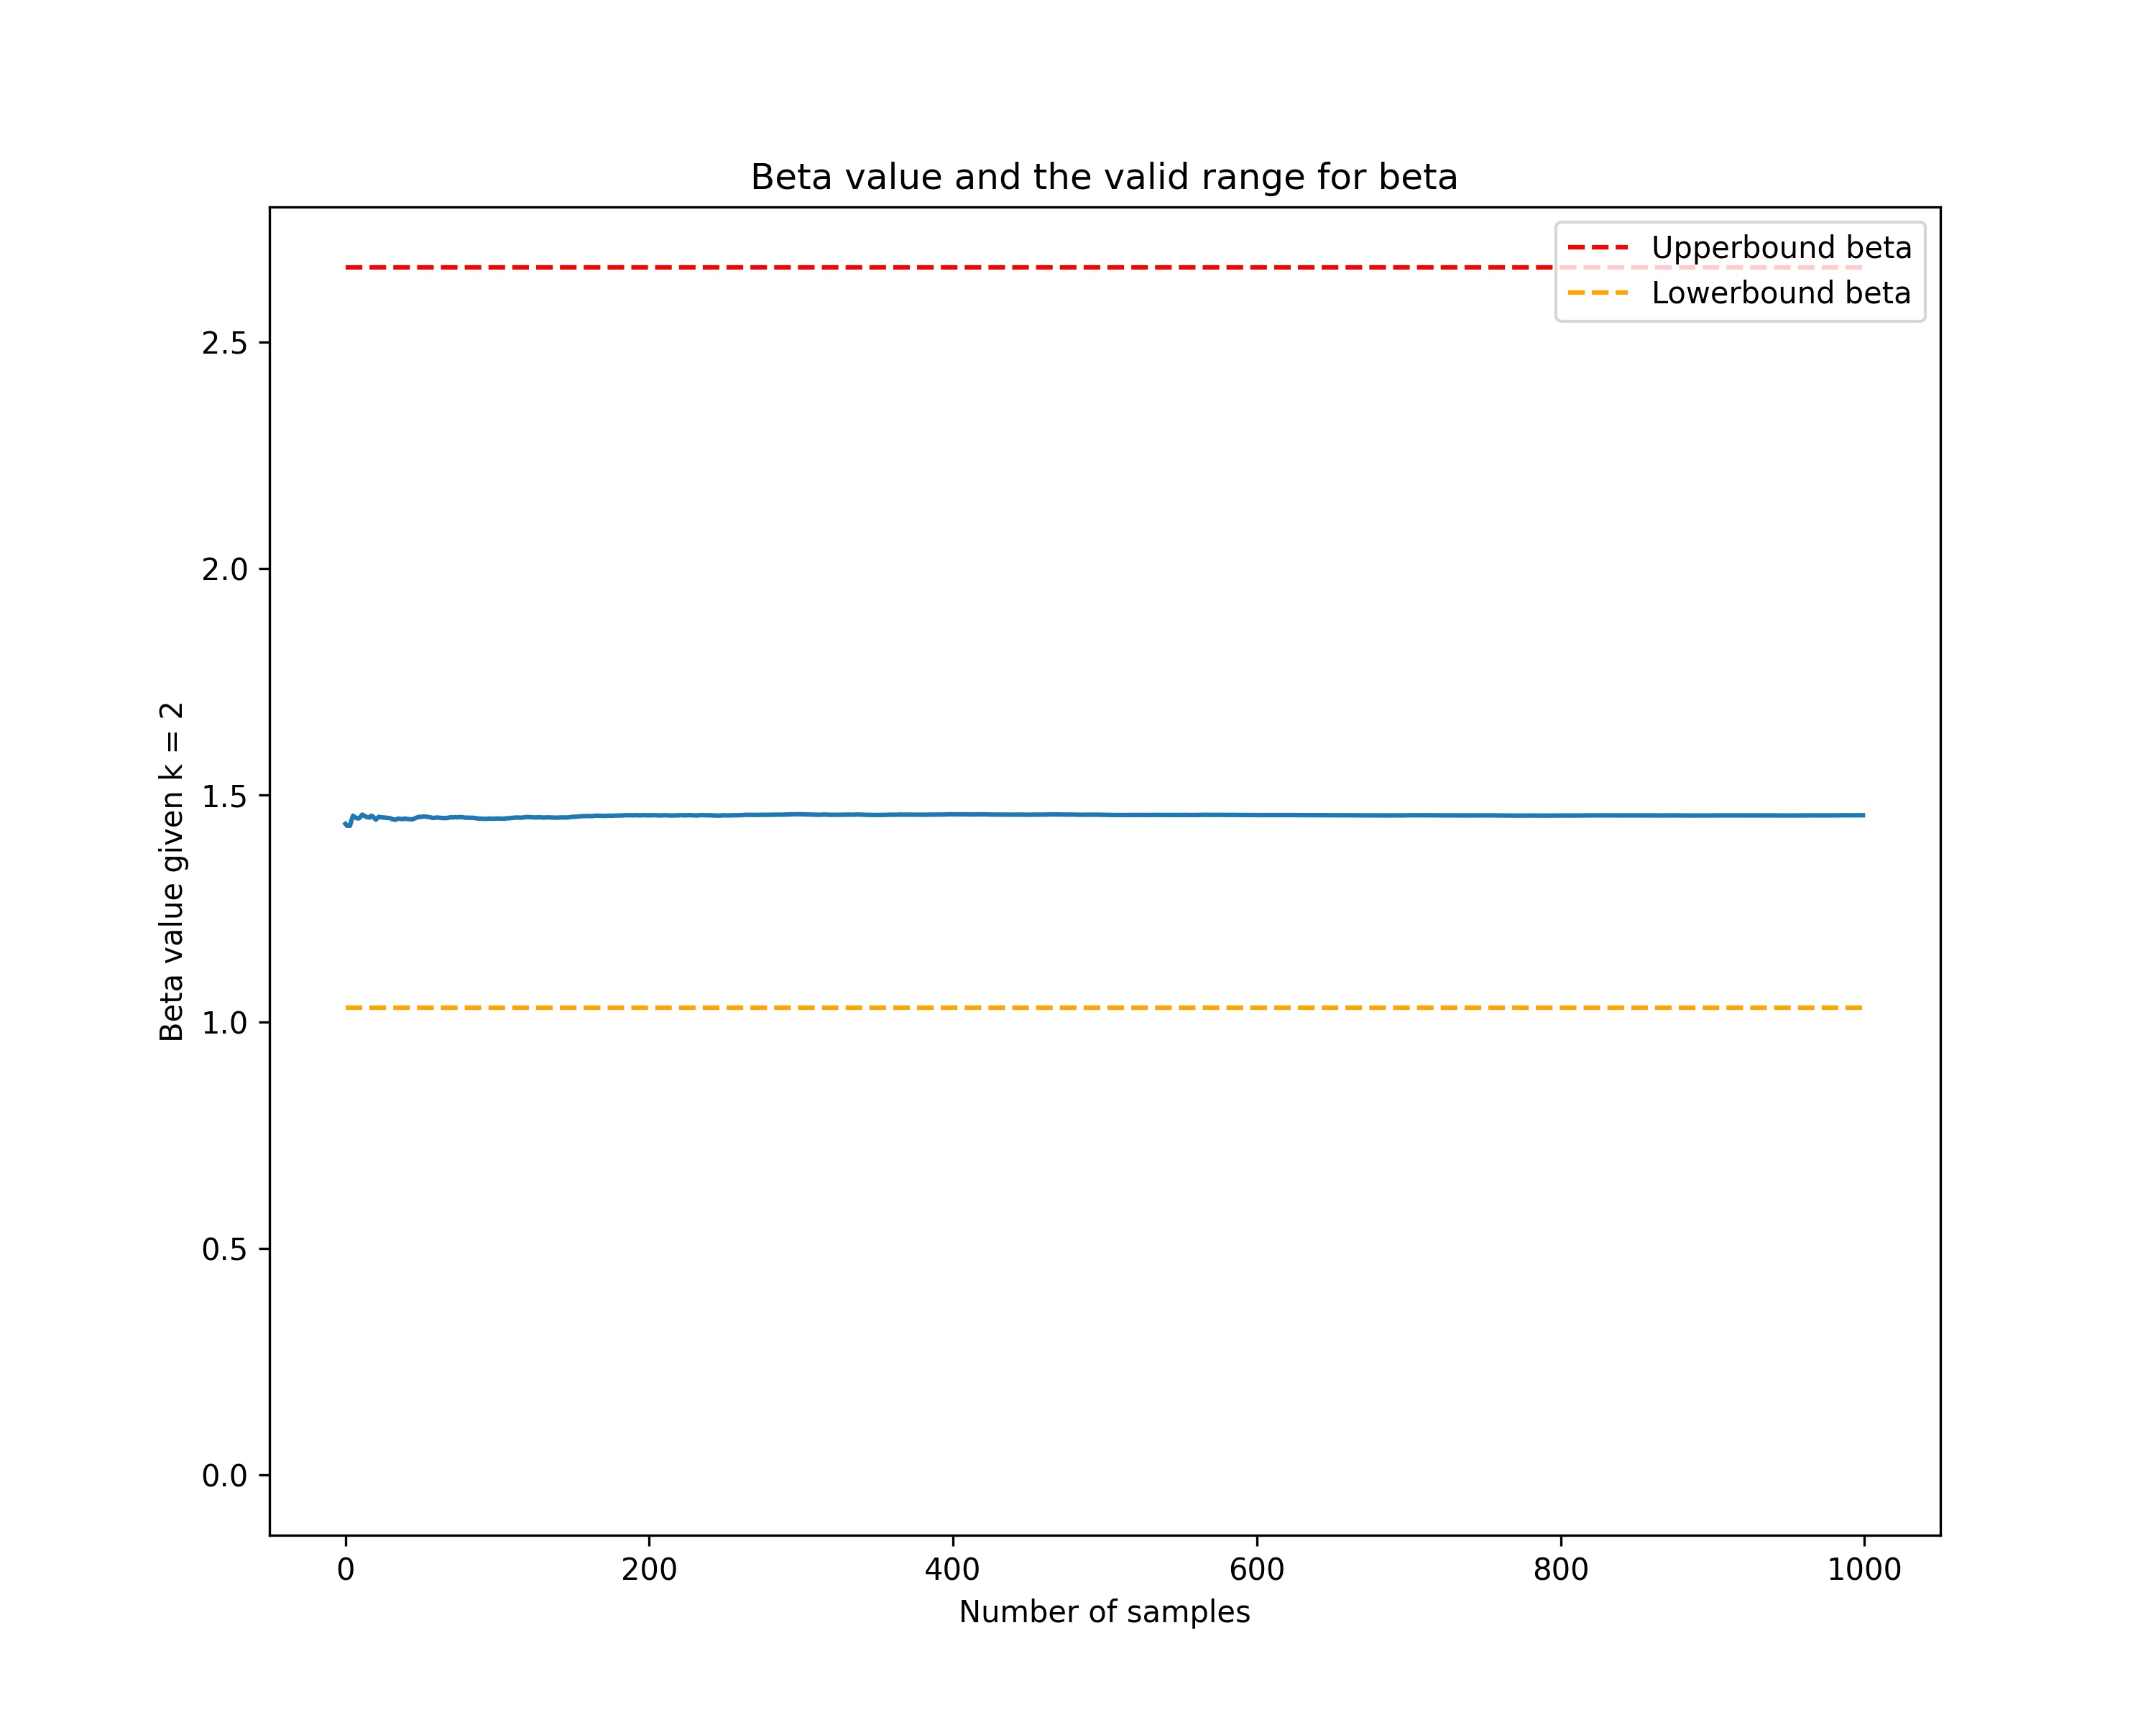 Beta value and the valid range for beta
Upperbound beta
Lowerbound beta
Beta value given k = 2
2.5
2.0
1.5
1.0
0.5
0.0
0 200 400 600 800 1000
Number of samples